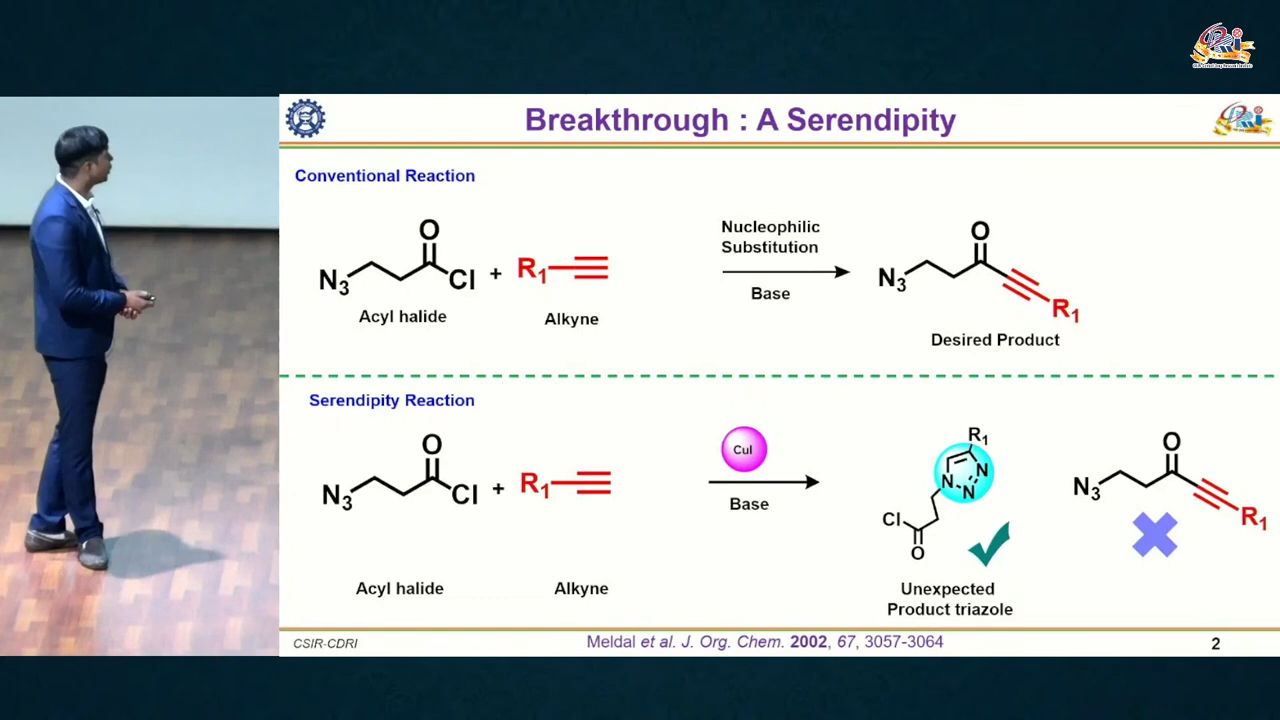 Breakthrough : A Serendipity
Conventional Reaction
N3
O
Cl
+
R1
Nucleophilic
Substitution
Base
N3
O
R1
Acyl halide
Alkyne
Desired Product
Serendipity Reaction
N3
O
Cl
+
R1
CuI
Base
R1
N
N
N
Cl
O
N3
O
R1
Acyl halide
Alkyne
Unexpected
Product triazole
CSIR-CDRI
Meldal et al. J. Org. Chem. 2002, 67, 3057-3064
2